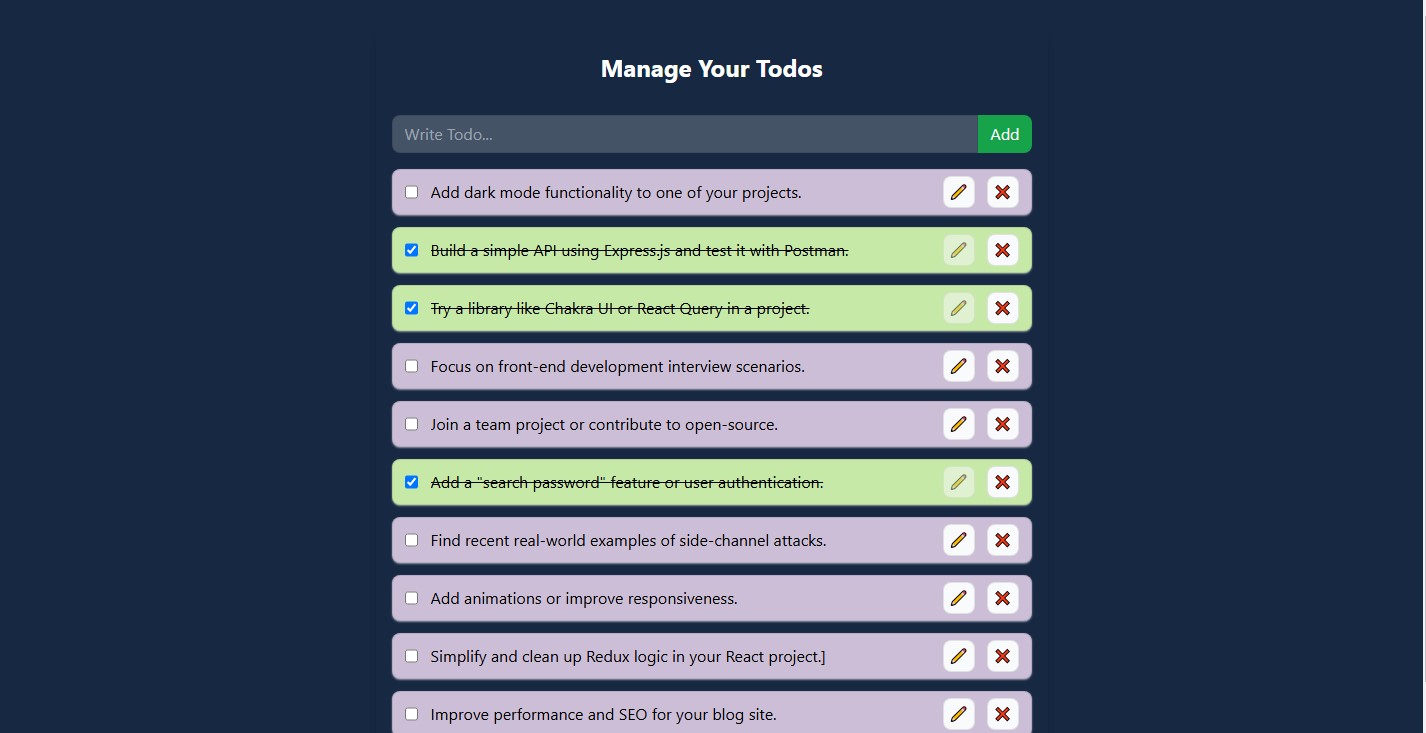 Manage Your Todos
Write Todo...
Add
Add dark mode functionality to one of your projects.
Build a simple API using Express.js and test it with Postman.
Try a library like Chakra UI or React Query in a project.
Focus on front-end development interview scenarios.
Join a team project or contribute to open-source.
Add a "search password" feature or user authentication.
Find recent real-world examples of side-channel attacks.
Add animations or improve responsiveness.
Simplify and clean up Redux logic in your React project.]
Improve performance and SEO for your blog site.